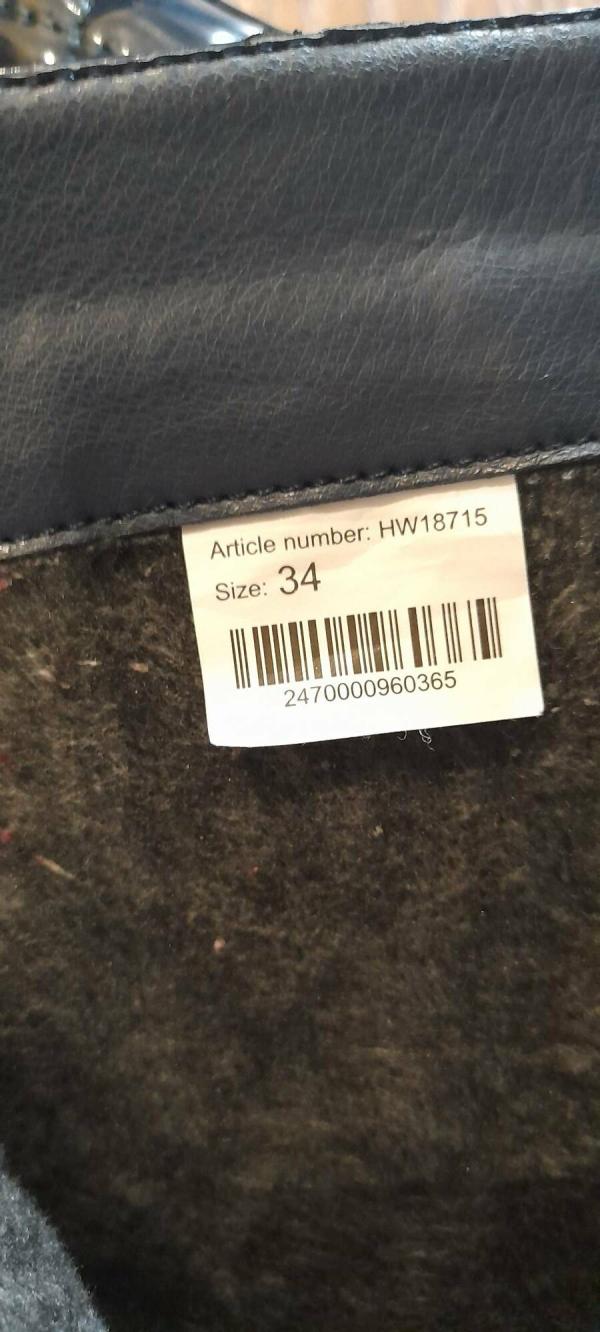 Article number: HW18715
Size: 34
2470000960365